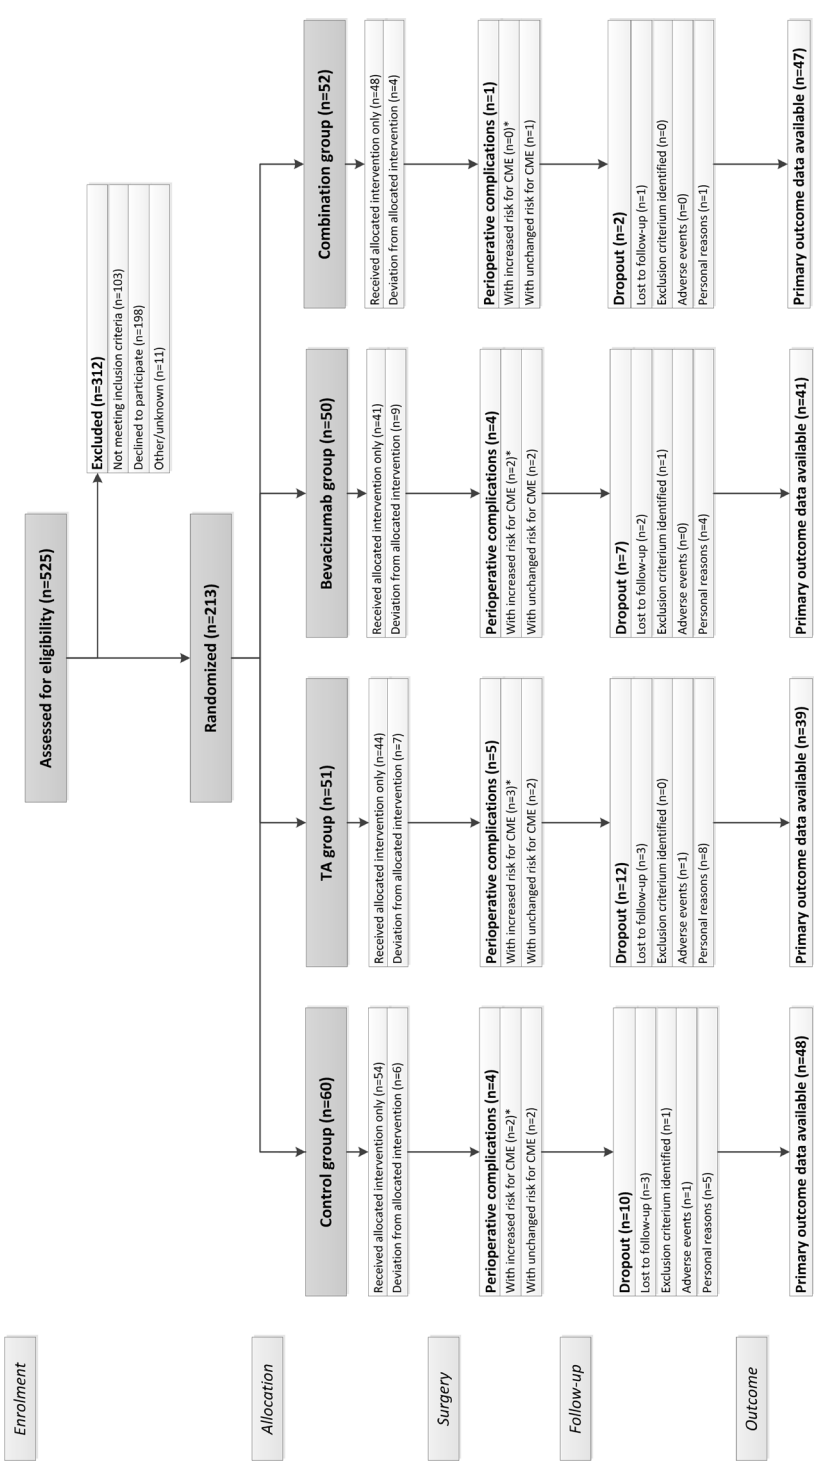 Enrolment
Assessed for eligibility (n=525)
Excluded (n=312)
Not meeting inclusion criteria (n=103)
Declined to participate (n=198)
Other/unknown (n=11)
Randomized (n=213)
Allocation
Control group (n=60)
Received allocated intervention only (n=54)
Deviation from allocated intervention (n=6)
TA group (n=51)
Received allocated intervention only (n=44)
Deviation from allocated intervention (n=7)
Bevacizumab group (n=50)
Received allocated intervention only (n=41)
Deviation from allocated intervention (n=9)
Combination group (n=52)
Received allocated intervention only (n=48)
Deviation from allocated intervention (n=4)
Surgery
Perioperative complications (n=4)
With increased risk for CME (n=2)*
With unchanged risk for CME (n=2)
Perioperative complications (n=5)
With increased risk for CME (n=3)*
With unchanged risk for CME (n=2)
Perioperative complications (n=4)
With increased risk for CME (n=2)*
With unchanged risk for CME (n=2)
Perioperative complications (n=1)
With increased risk for CME (n=0)*
With unchanged risk for CME (n=1)
Follow-up
Dropout (n=10)
Lost to follow-up (n=3)
Exclusion criterium identified (n=1)
Adverse events (n=1)
Personal reasons (n=5)
Dropout (n=12)
Lost to follow-up (n=3)
Exclusion criterium identified (n=0)
Adverse events (n=1)
Personal reasons (n=8)
Dropout (n=7)
Lost to follow-up (n=2)
Exclusion criterium identified (n=1)
Adverse events (n=0)
Personal reasons (n=4)
Dropout (n=2)
Lost to follow-up (n=1)
Exclusion criterium identified (n=0)
Adverse events (n=0)
Personal reasons (n=1)
Outcome
Primary outcome data available (n=48)
Primary outcome data available (n=39)
Primary outcome data available (n=41)
Primary outcome data available (n=47)